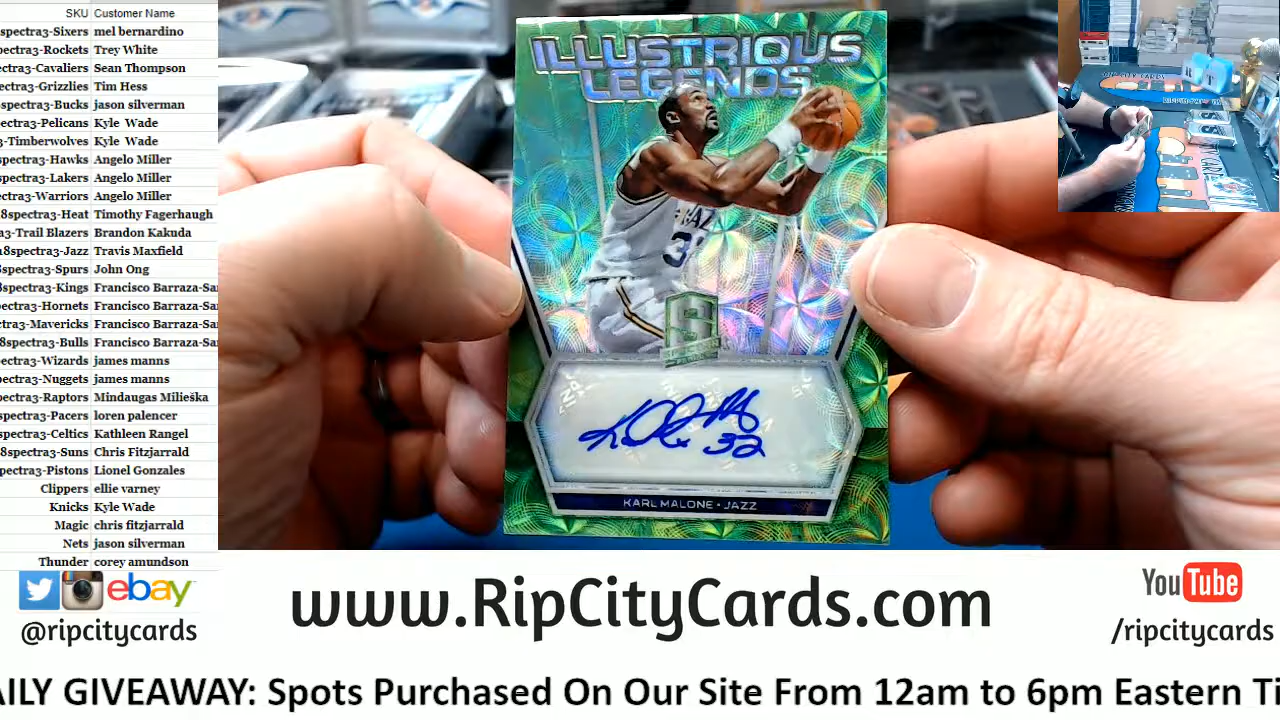 SKU Customer Name
spectra3-Sixers mel bernardino
pectra3-Rockets Trey White
ectra3-Cavaliers Sean Thompson
ectra3-Grizzlies Tim Hess
spectra3-Bucks jason silverman
pectra3-Pelicans Kyle Wade
3-Timberwolves Kyle Wade
spectra3-Hawks Angelo Miller
spectra3-Lakers Angelo Miller
ectra3-Warriors Angelo Miller
18spectra3-Heat Timothy Fagerhaugh
a3-Trail Blazers Brandon Kakuda
18spectra3-Jazz Travis Maxfield
8spectra3-Spurs John Ong
8spectra3-Kings Francisco Barraza-Sa
pectra3-Hornets Francisco Barraza-Sa
ctra3-Mavericks Francisco Barraza-Sa
8spectra3-Bulls Francisco Barraza-Sa
ectra3-Wizards james manns
ectra3-Nuggets james manns
ectra3-Raptors Mindaugas Milieška
spectra3-Pacers loren palencer
spectra3-Celtics Kathleen Rangel
8spectra3-Suns Chris Fitzjarrald
pectra3-Pistons Lionel Gonzales
Clippers ellie varney
Knicks Kyle Wade
Magic chris fitzjarrald
Nets jason silverman
Thunder corey amundson
ILLUSTRIOUS
LEGENDS
32
KARL MALONE • JAZZ
ebay
@ripcitycards
www.RipCityCards.com
YouTube
/ripcitycards
AILY GIVEAWAY: Spots Purchased On Our Site From 12am to 6pm Eastern Ti